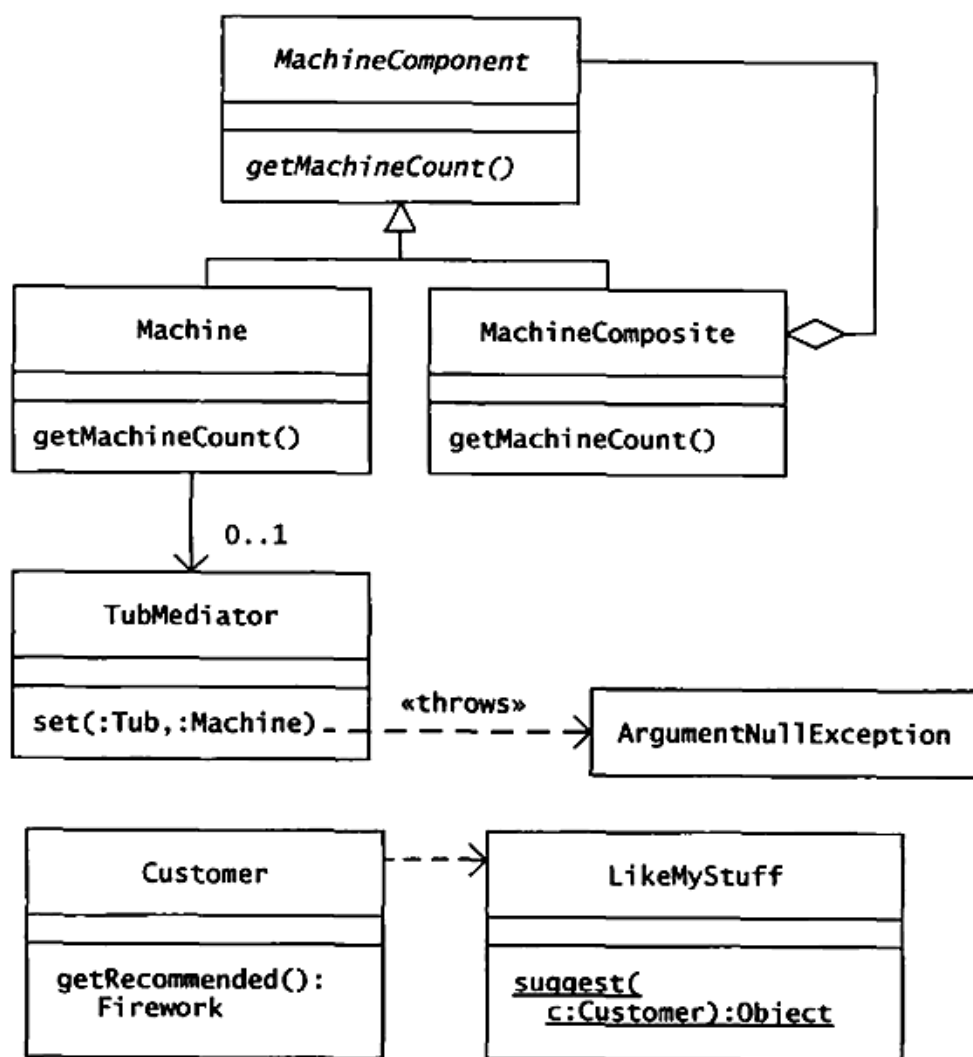 MachineComponent
getMachineCount()
Machine
MachineComposite
getMachineCount()
getMachineCount()
0..1
TubMediator
set(:Tub,:Machine)
«throws»
ArgumentNullException
Customer
LikeMyStuff
getRecommended():
Firework
suggest(
c:Customer):Object